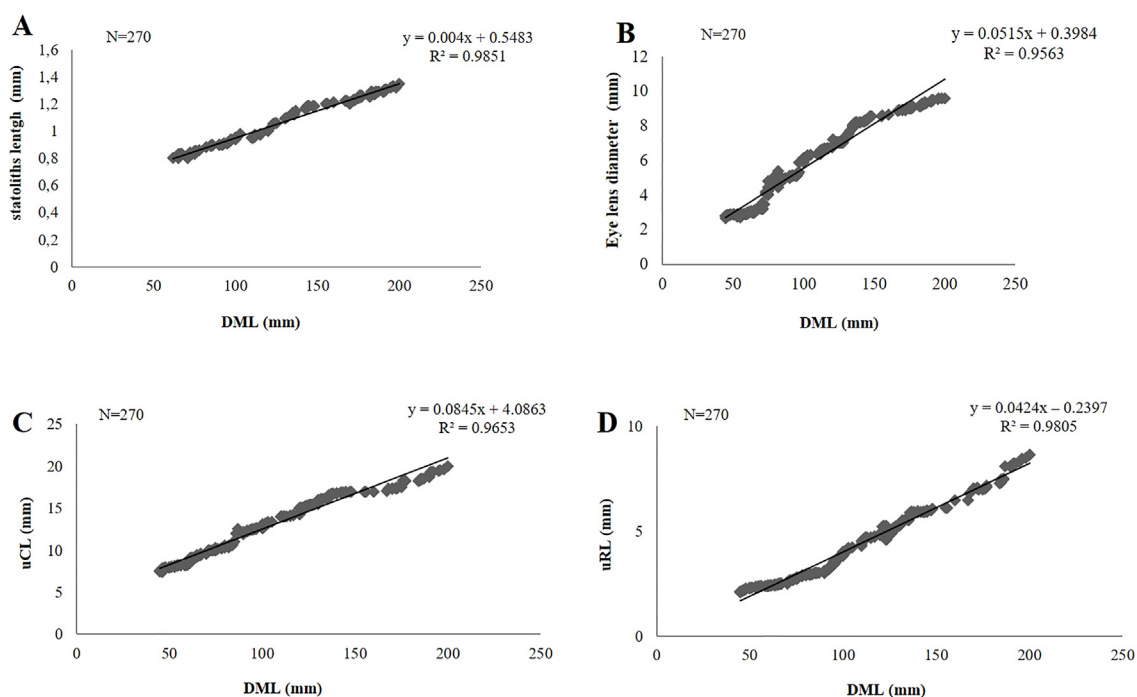 A
N=270
y = 0.004x + 0.5483
R² = 0.9851
statoliths lentgh (mm)
1,6
1,4
1,2
1
0,8
0,6
0,4
0,2
0
0 50 100 150 200 250
DML (mm)
B
N=270
y = 0.0515x + 0.3984
R² = 0.9563
Eye lens diameter (mm)
12
10
8
6
4
2
0
0 50 100 150 200 250
DML (mm)
C
N=270
y = 0.0845x + 4.0863
R² = 0.9653
uCL (mm)
25
20
15
10
5
0
0 50 100 150 200 250
DML (mm)
D
N=270
y = 0.0424x – 0.2397
R² = 0.9805
uRL (mm)
10
5
0
0 50 100 150 200 250
DML (mm)